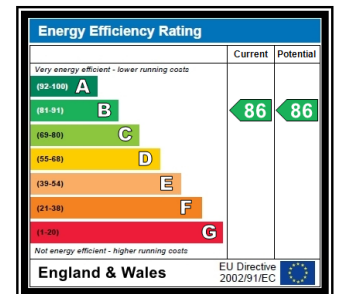 Energy Efficiency Rating
Current Potential
Very energy efficient - lower running costs
(92-100) A
(81-91) B 86 86
(69-80) C
(55-68) D
(39-54) E
(21-38) F
(1-20) G
Not energy efficient - higher running costs
England & Wales
EU Directive
2002/91/EC